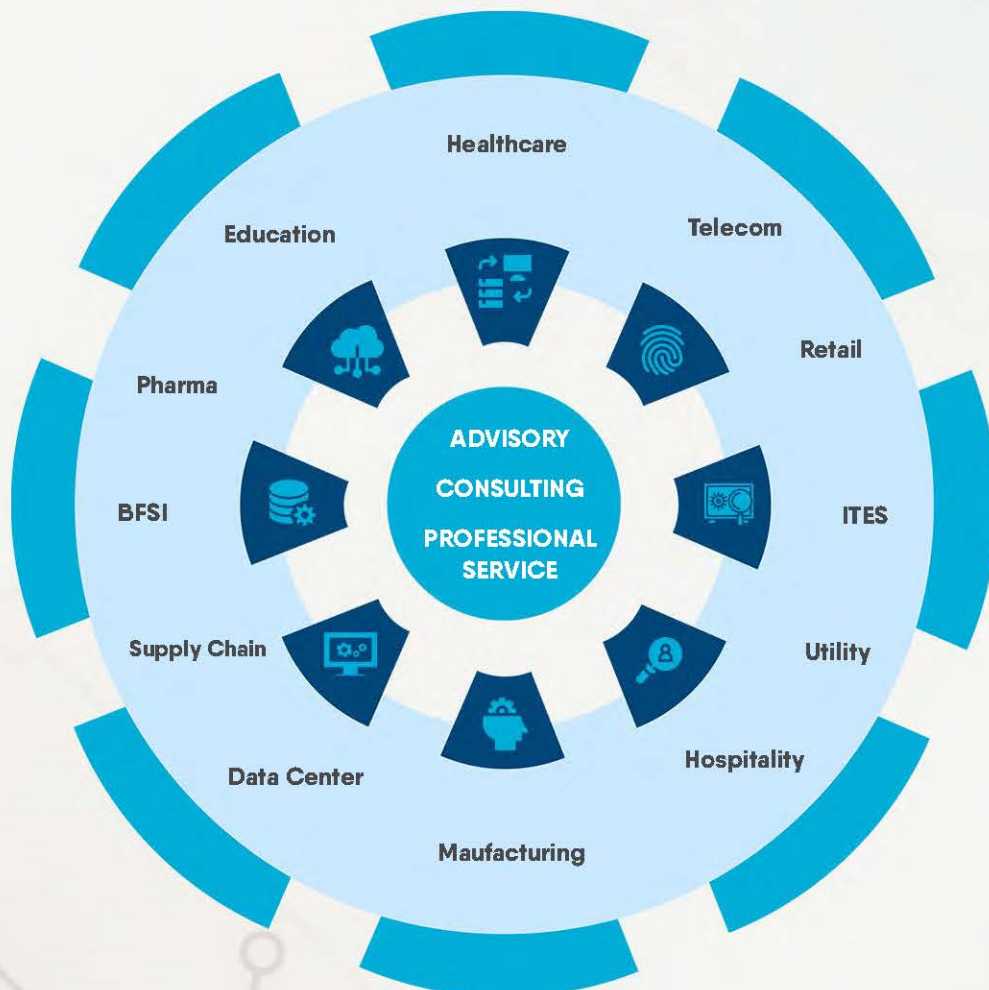 Healthcare
Telecom
Education
Retail
Pharma
ADVISORY
CONSULTING
PROFESSIONAL
SERVICE
BFSI
ITES
Supply Chain
Utility
Hospitality
Data Center
Maufacturing